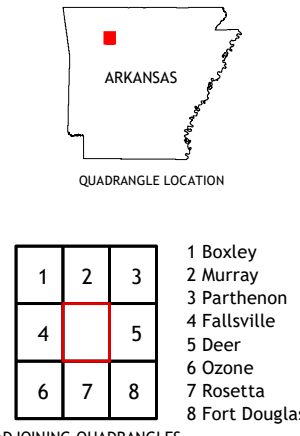 ARKANSAS
QUADRANGLE LOCATION
1 2 3
4 5
6 7 8
1 Boxley
2 Murray
3 Parthenon
4 Fallsville
5 Deer
6 Ozone
7 Rosetta
8 Fort Douglas
ADJOINING QUADRANGLES